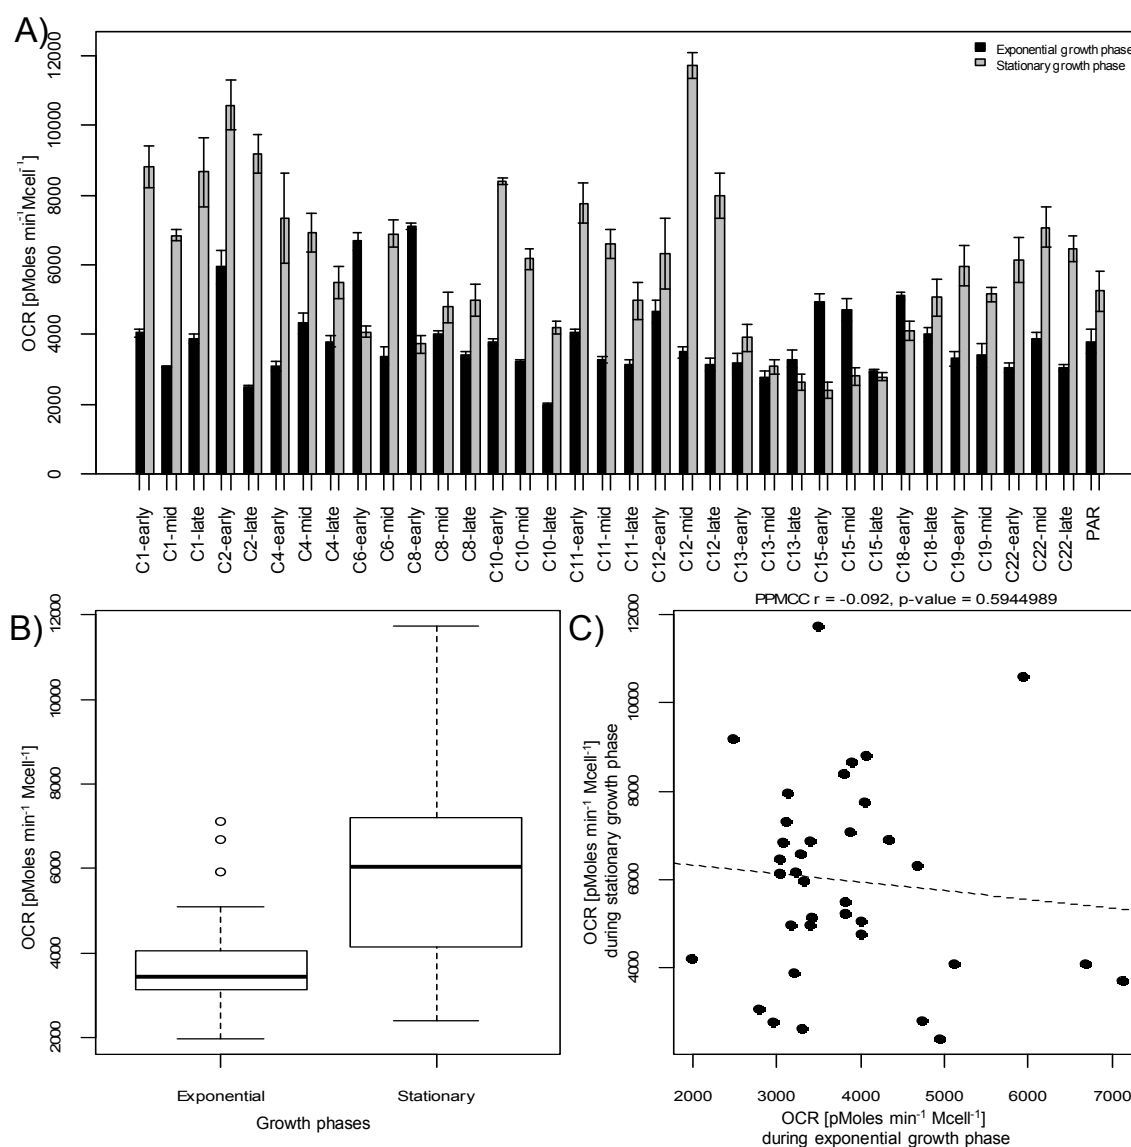 A)
OCR [pMoles min⁻¹ Mcell⁻¹]
0
2000
4000
6000
8000
10000
12000
Exponential growth phase
Stationary growth phase
C1-early
C1-mid
C1-late
C2-early
C2-late
C4-early
C4-mid
C4-late
C6-early
C6-mid
C8-early
C8-mid
C8-late
C10-early
C10-mid
C10-late
C11-early
C11-mid
C11-late
C12-early
C12-mid
C12-late
C13-early
C13-mid
C13-late
C15-early
C15-mid
C15-late
C18-early
C18-late
C19-early
C19-mid
C22-early
C222-mid
C22-late
PAR
B)
OCR [pMoles min⁻¹ Mcell⁻¹]
2000
4000
6000
8000
10000
12000
Exponential
Stationary
Growth phases
C)
PPMCC r = -0.092, p-value = 0.5944989
OCR [pMoles min⁻¹ Mcell⁻¹]
during stationary growth phase
4000
6000
8000
10000
12000
2000
3000
4000
5000
6000
7000
OCR [pMoles min⁻¹ Mcell⁻¹]
during exponential growth phase